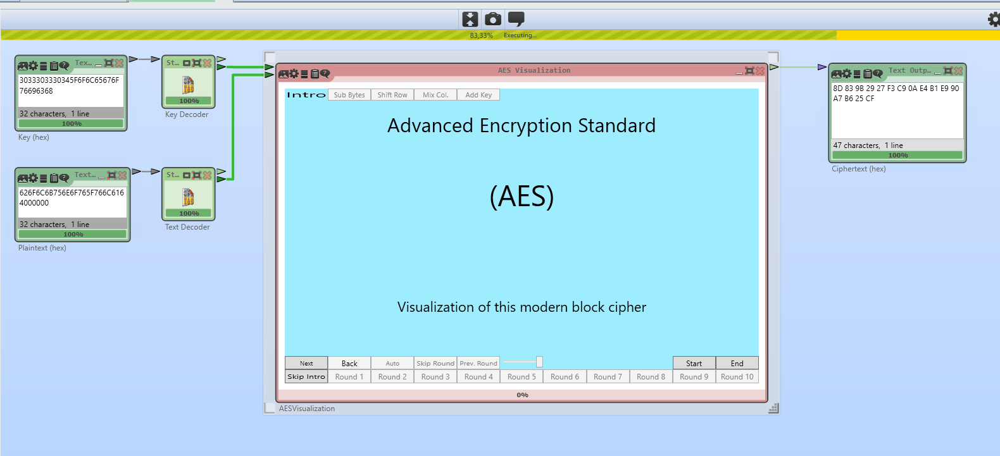 83,33% Executing...
Tex...
3033303330345F6F6C65676F
76696368
32 characters,  1 line
100%
Key (hex)
St...
100%
Key Decoder
Text...
626F6C6B756E6F765F766C616
4000000
32 characters,  1 line
100%
Plaintext (hex)
St...
100%
Text Decoder
AES Visualization
Intro Sub Bytes Shift Row Mix Col. Add Key
Advanced Encryption Standard
(AES)
Visualization of this modern block cipher
Next Back Auto Skip Round Prev. Round Start End
Skip Intro Round 1 Round 2 Round 3 Round 4 Round 5 Round 6 Round 7 Round 8 Round 9 Round 10
0%
AESVisualization
Text Outp...
8D 83 9B 29 27 F3 C9 0A E4 B1 E9 90
A7 B6 25 CF
47 characters,  1 line
100%
Ciphertext (hex)